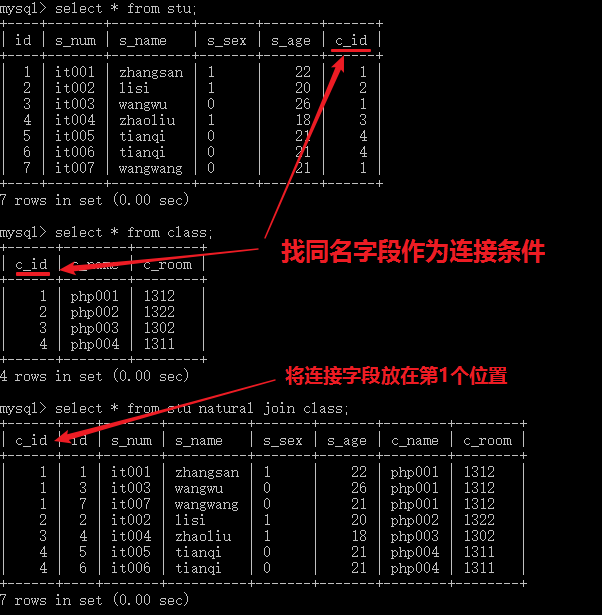 mysql> select * from stu;
| id | s_num | s_name | s_sex | s_age | c_id |
| 1 | it001 | zhangsan | 1 | 22 | 1 |
| 2 | it002 | lisi | 1 | 20 | 2 |
| 3 | it003 | wangwu | 0 | 26 | 1 |
| 4 | it004 | zhaoliu | 1 | 18 | 3 |
| 5 | it005 | tianqi | 0 | 21 | 4 |
| 6 | it006 | tianqi | 0 | 21 | 4 |
| 7 | it007 | wangwang | 0 | 21 | 1 |
7 rows in set (0.00 sec)
mysql> select * from class;
找同名字段作为连接条件
| c_id | c_name | c_room |
| 1 | php001 | 1312 |
| 2 | php002 | 1322 |
| 3 | php003 | 1302 |
| 4 | php004 | 1311 |
4 rows in set (0.00 sec)
将连接字段放在第1个位置
mysql> select * from stu natural join class;
| c_id | id | s_num | s_name | s_sex | s_age | c_name | c_room |
| 1 | 1 | it001 | zhangsan | 1 | 22 | php001 | 1312 |
| 1 | 3 | it003 | wangwu | 0 | 26 | php001 | 1312 |
| 1 | 7 | it007 | wangwang | 0 | 21 | php001 | 1312 |
| 2 | 2 | it002 | lisi | 1 | 20 | php002 | 1322 |
| 3 | 4 | it004 | zhaoliu | 1 | 18 | php003 | 1302 |
| 4 | 5 | it005 | tianqi | 0 | 21 | php004 | 1311 |
| 4 | 6 | it006 | tianqi | 0 | 21 | php004 | 1311 |
7 rows in set (0.00 sec)